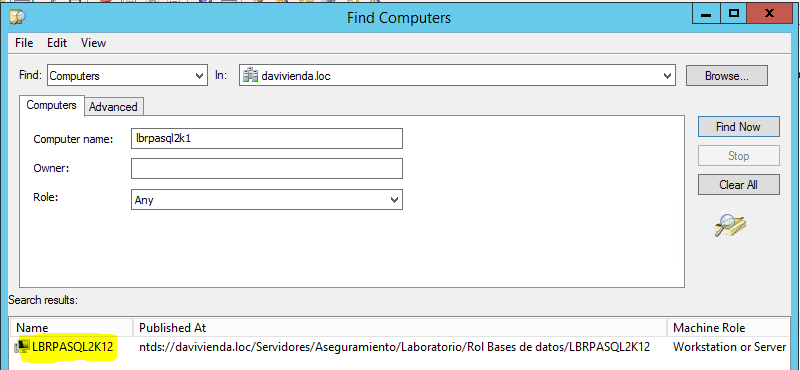 Find Computers
File Edit View
Find: Computers In: davivienda.loc Browse...
Computers Advanced
Computer name: lbrpasql2k1
Find Now
Owner:
Stop
Role: Any
Clear All
Search results:
Name Published At Machine Role
LBRPASQL2K12 ntds://davivienda.loc/Servidores/Aseguramiento/Laboratorio/Rol Bases de datos/LBRPASQL2K12 Workstation or Server